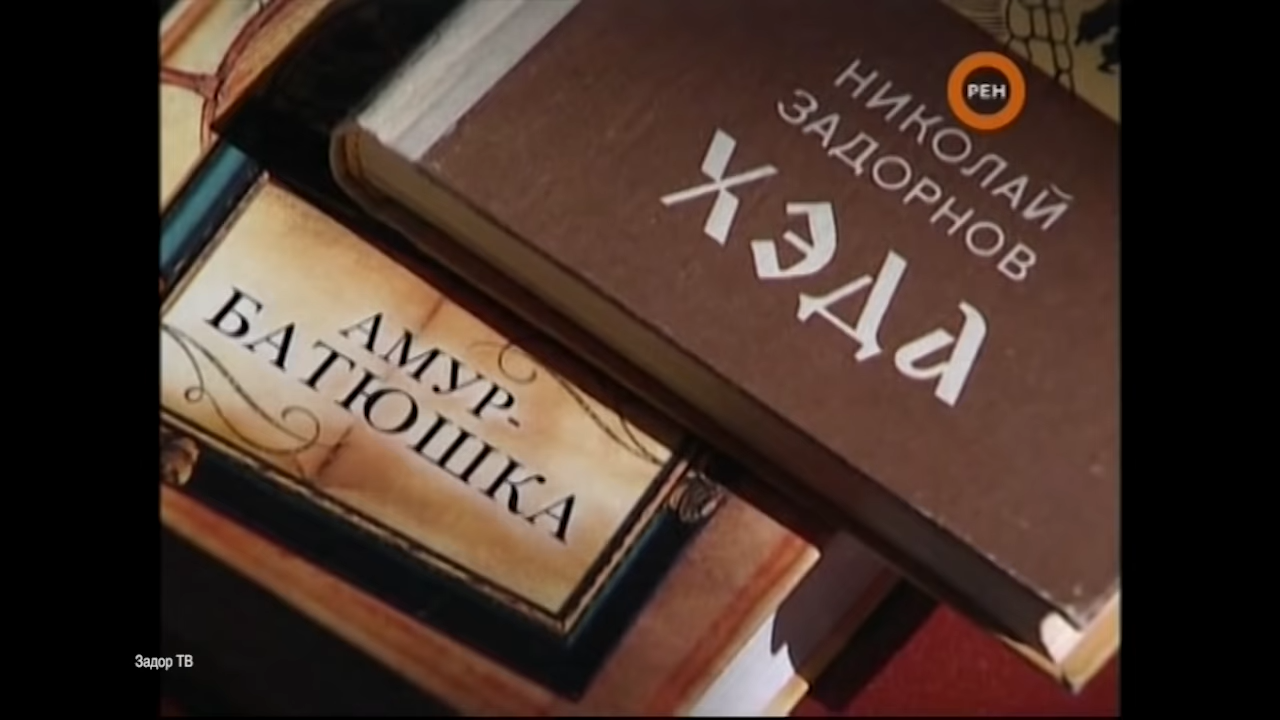 НИКОЛАЙ
ЗАДОРНОВ
ХЭДА
РЕН
АМУР-
БАТЮШКА
Задор ТВ